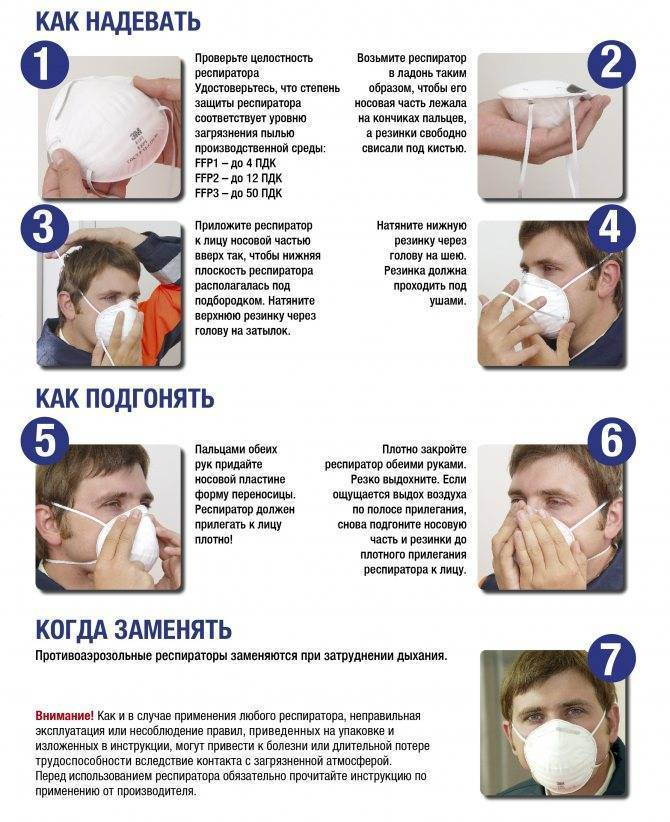 КАК НАДЕВАТЬ
1
Проверьте целостность
респиратора
Удостоверьтесь, что степень
защиты респиратора
соответствует уровню
загрязнения пылью
производственной среды:
FFP1 – до 4 ПДК
FFP2 – до 12 ПДК
FFP3 – до 50 ПДК
3M
Возьмите респиратор
в ладонь таким
образом, чтобы его
носовая часть лежала
на кончиках пальцев,
а резинки свободно
свисали под кистью.
2
3
Приложите респиратор
к лицу носовой частью
вверх так, чтобы нижняя
плоскость респиратора
располагалась под
подбородком. Натяните
верхнюю резинку через
голову на затылок.
Натяните нижнюю
резинку через
голову на шею.
Резинка должна
проходить под
ушами.
4
КАК ПОДГОНЯТЬ
5
Пальцами обеих
рук придайте
носовой пластине
форму переносицы.
Респиратор должен
прилегать к лицу
плотно!
Плотно закройте
респиратор обеими руками.
Резко выдохните. Если
ощущается выдох воздуха
по полосе прилегания,
снова подгоните носовую
часть и резинки до
плотного прилегания
респиратора к лицу.
6
КОГДА ЗАМЕНЯТЬ
Противоаэрозольные респираторы заменяются при затруднении дыхания.
7
3M
Внимание! Как и в случае применения любого респиратора, неправильная
эксплуатация или несоблюдение правил, приведенных на упаковке и
изложенных в инструкции, могут привести к болезни или длительной потере
трудоспособности вследствие контакта с загрязненной атмосферой.
Перед использованием респиратора обязательно прочитайте инструкцию по
применению от производителя.